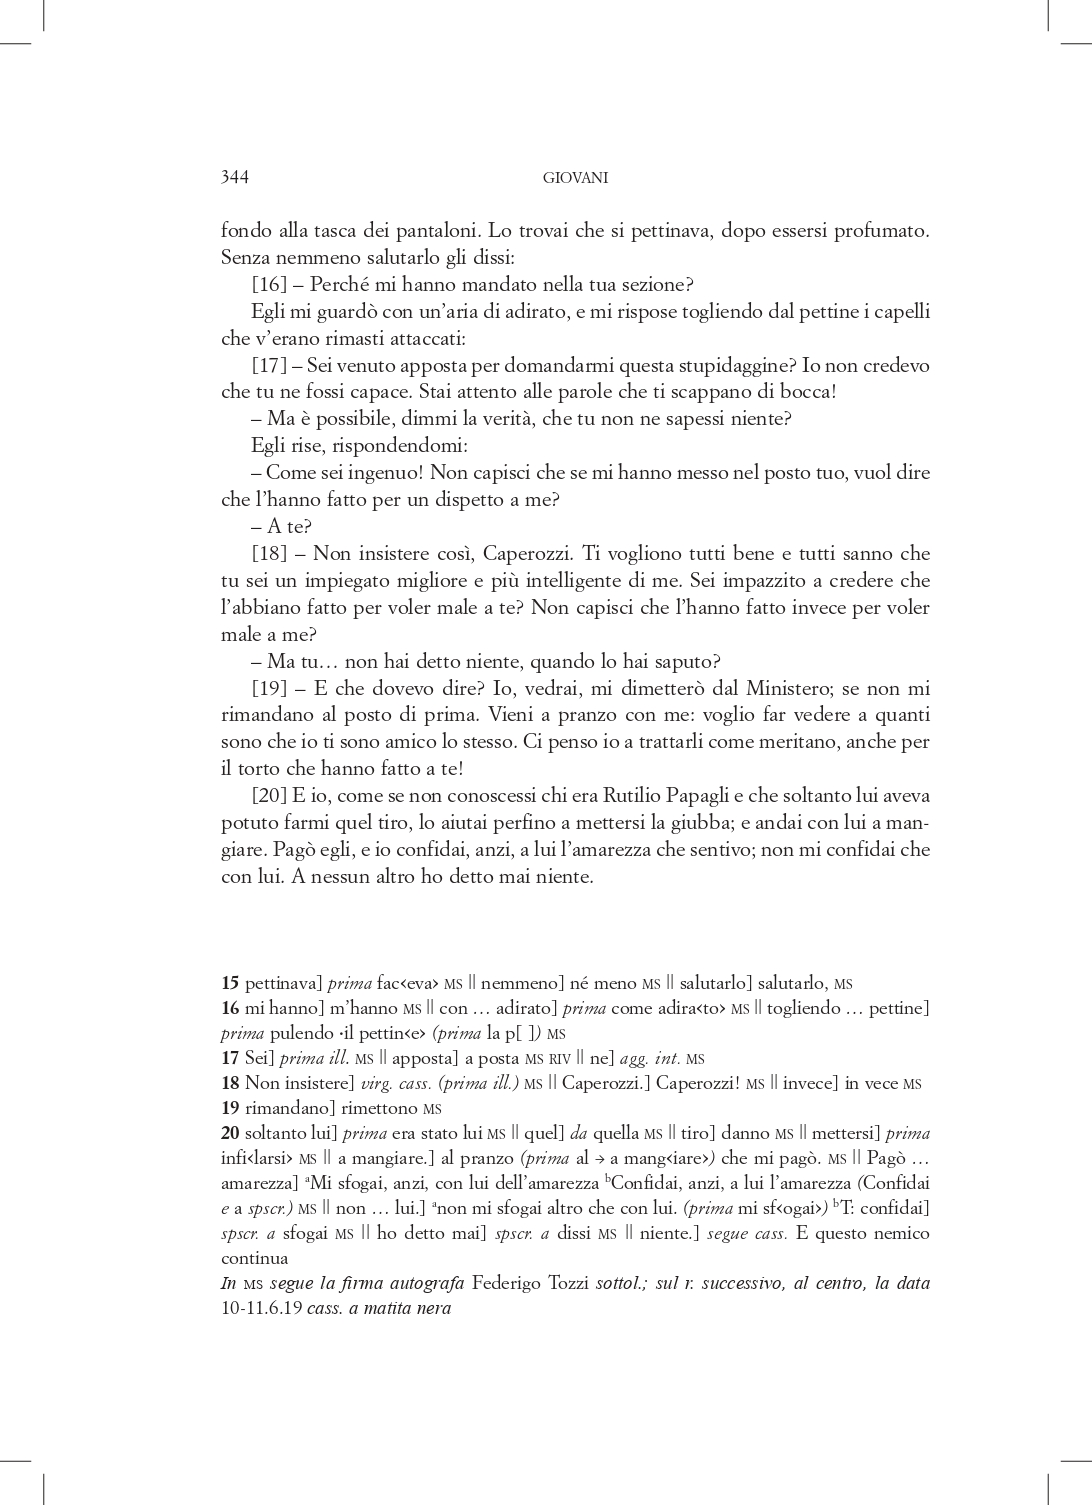 344
GIOVANI
fondo alla tasca dei pantaloni. Lo trovai che si pettinava, dopo essersi profumato.
Senza nemmeno salutarlo gli dissi:
[16] – Perché mi hanno mandato nella tua sezione?
Egli mi guardò con un’aria di adirato, e mi rispose togliendo dal pettine i capelli
che v’erano rimasti attaccati:
[17] – Sei venuto apposta per domandarmi questa stupidaggine? Io non credevo
che tu ne fossi capace. Stai attento alle parole che ti scappano di bocca!
– Ma è possibile, dimmi la verità, che tu non ne sapessi niente?
Egli rise, rispondendomi:
– Come sei ingenuo! Non capisci che se mi hanno messo nel posto tuo, vuol dire
che l’hanno fatto per un dispetto a me?
– A te?
[18] – Non insistere così, Caperozzi. Ti vogliono tutti bene e tutti sanno che
tu sei un impiegato migliore e più intelligente di me. Sei impazzito a credere che
l’abbiano fatto per voler male a te? Non capisci che l’hanno fatto invece per voler
male a me?
– Ma tu… non hai detto niente, quando lo hai saputo?
[19] – E che dovevo dire? Io, vedrai, mi dimetterò dal Ministero; se non mi
rimandano al posto di prima. Vieni a pranzo con me: voglio far vedere a quanti
sono che io ti sono amico lo stesso. Ci penso io a trattarli come meritano, anche per
il torto che hanno fatto a te!
[20] E io, come se non conoscessi chi era Rutilio Papagli e che soltanto lui aveva
potuto farmi quel tiro, lo aiutai perfino a mettersi la giubba; e andai con lui a man-
giare. Pagò egli, e io confidai, anzi, a lui l’amarezza che sentivo; non mi confidai che
con lui. A nessun altro ho detto mai niente.
15 pettinava] prima fac‹eva› MS || nemmeno] né meno MS || salutarlo] salutarlo, MS
16 mi hanno] m’hanno MS || con … adirato] prima come adira‹to› MS || togliendo … pettine]
prima pulendo ·il pettin‹e› (prima la p[ ]) MS
17 Sei] prima ill. MS || apposta] a posta MS RIV || ne] agg. int. MS
18 Non insistere] virg. cass. (prima ill.) MS || Caperozzi.] Caperozzi! MS || invece] in vece MS
19 rimandano] rimettono MS
20 soltanto lui] prima era stato lui MS || quel] da quella MS || tiro] danno MS || mettersi] prima
infi‹larsi› MS || a mangiare.] al pranzo (prima al → a mang‹iare›) che mi pagò. MS || Pagò …
amarezza] ᵃMi sfogai, anzi, con lui dell’amarezza ᵇConfidai, anzi, a lui l’amarezza (Confidai
e a spscr.) MS || non … lui.] ᵃnon mi sfogai altro che con lui. (prima mi sf‹ogai›) ᵇT: confidai]
spscr. a sfogai MS || ho detto mai] spscr. a dissi MS || niente.] segue cass. E questo nemico
continua
In MS segue la firma autografa Federigo Tozzi sottol.; sul r. successivo, al centro, la data
10-11.6.19 cass. a matita nera